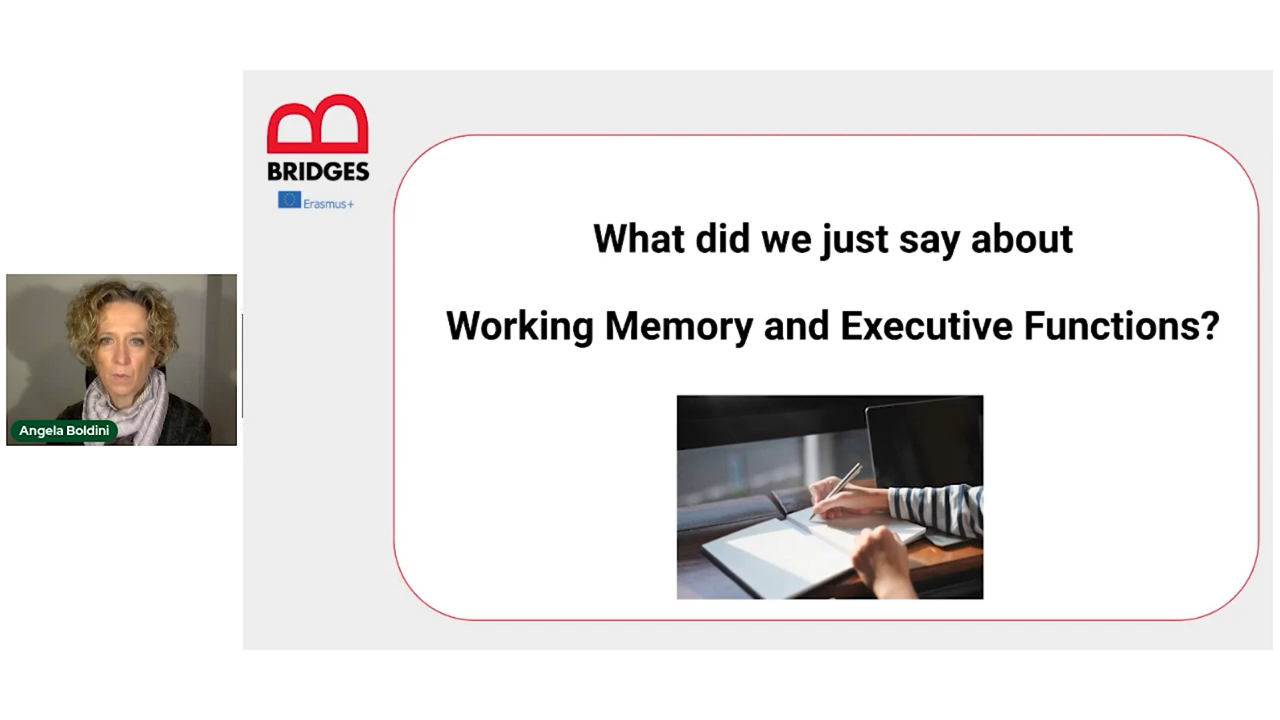 BRIDGES
Erasmus+
What did we just say about
Working Memory and Executive Functions?
Angela Boldini